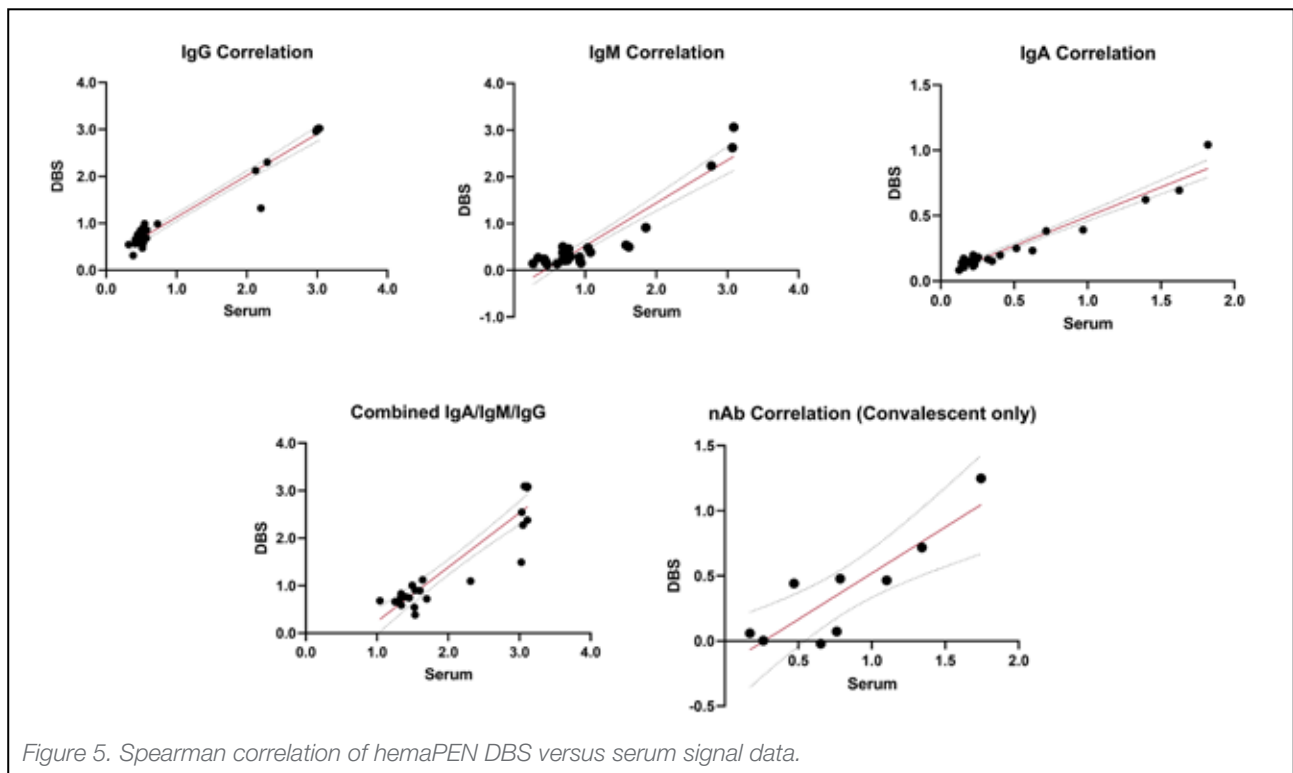 IgG Correlation
4.0
3.0
2.0
1.0
0.0
DBS
0.0 1.0 2.0 3.0 4.0
Serum
IgM Correlation
4.0
3.0
2.0
1.0
0.0
-1.0
DBS
1.0 2.0 3.0 4.0
Serum
IgA Correlation
1.5
1.0
0.5
0.0
DBS
0.0 0.5 1.0 1.5 2.0
Serum
Combined IgA/IgM/IgG
4.0
3.0
2.0
1.0
0.0
DBS
0.0 1.0 2.0 3.0 4.0
Serum
nAb Correlation (Convalescent only)
1.5
1.0
0.5
0.0
-0.5
DBS
0.5 1.0 1.5 2.0
Serum
Figure 5. Spearman correlation of hemaPEN DBS versus serum signal data.